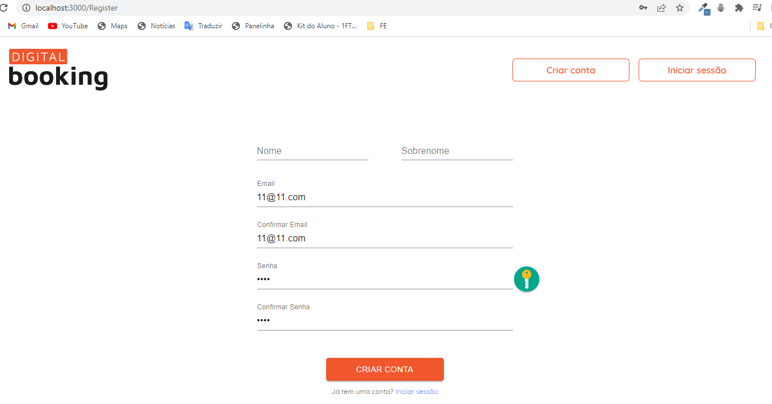 localhost:3000/Register
Gmail YouTube Maps Notícias Traduzir Panelinha Kit do Aluno - 1FT... FE
DIGITAL
booking
Criar conta Iniciar sessão
Nome Sobrenome
Email
11@11.com
Confirmar Email
11@11.com
Senha
••••
Confirmar Senha
••••
CRIAR CONTA
Já tem uma conta? Iniciar sessão